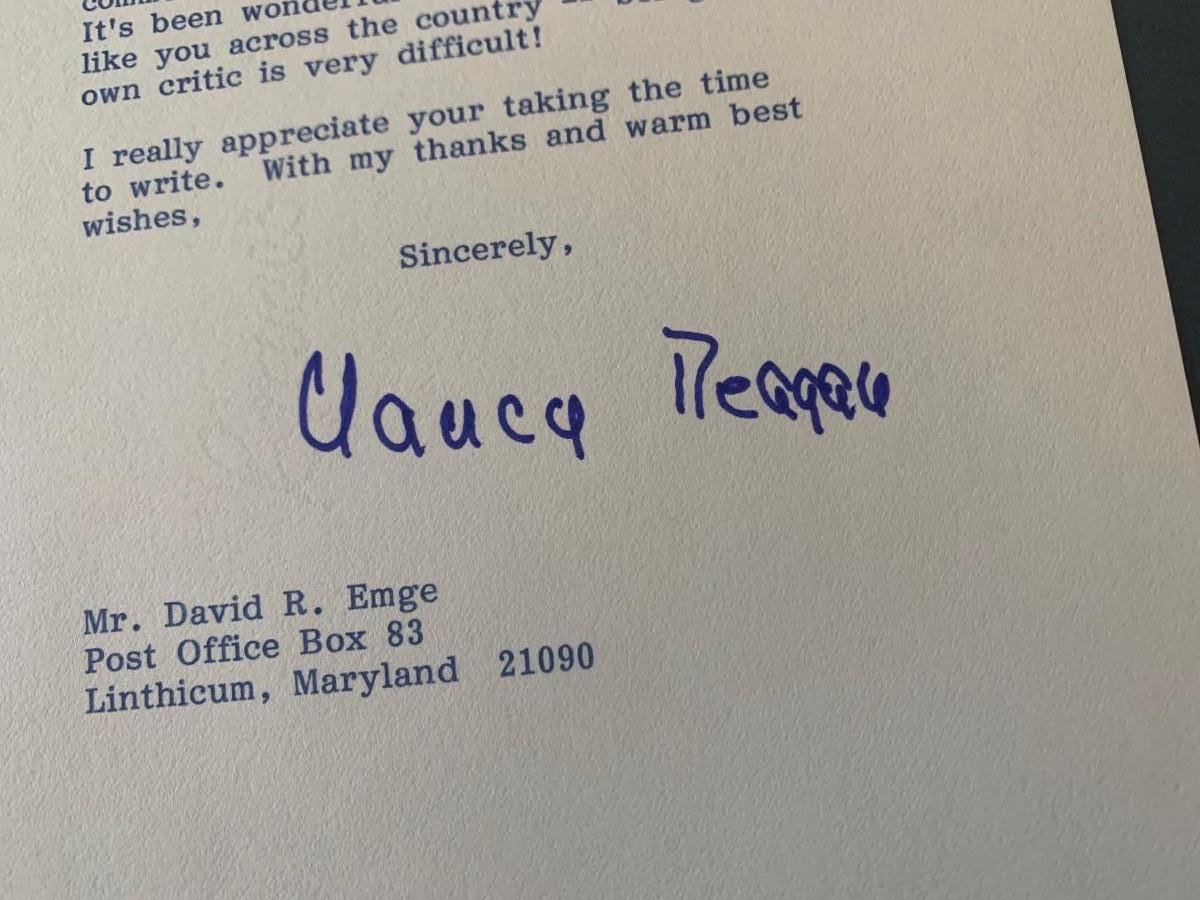 It's been
like you across the country
own critic is very difficult!
I really appreciate your taking the time
to write. With my thanks and warm best
wishes,
Sincerely,
Nancy Reagan
Mr. David R. Emge
Post Office Box 83
Linthicum, Maryland 21090